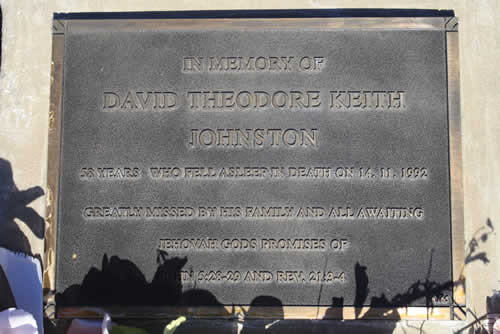 IN MEMORY OF
DAVID THEODORE KEITH
JOHNSTON
58 YEARS WHO FELL ASLEEP IN DEATH ON 14. 11. 1992
GREATLY MISSED BY HIS FAMILY AND ALL AWAITING
JEHOVAH GODS PROMISES OF
5:28-29 AND REV. 21:3-4